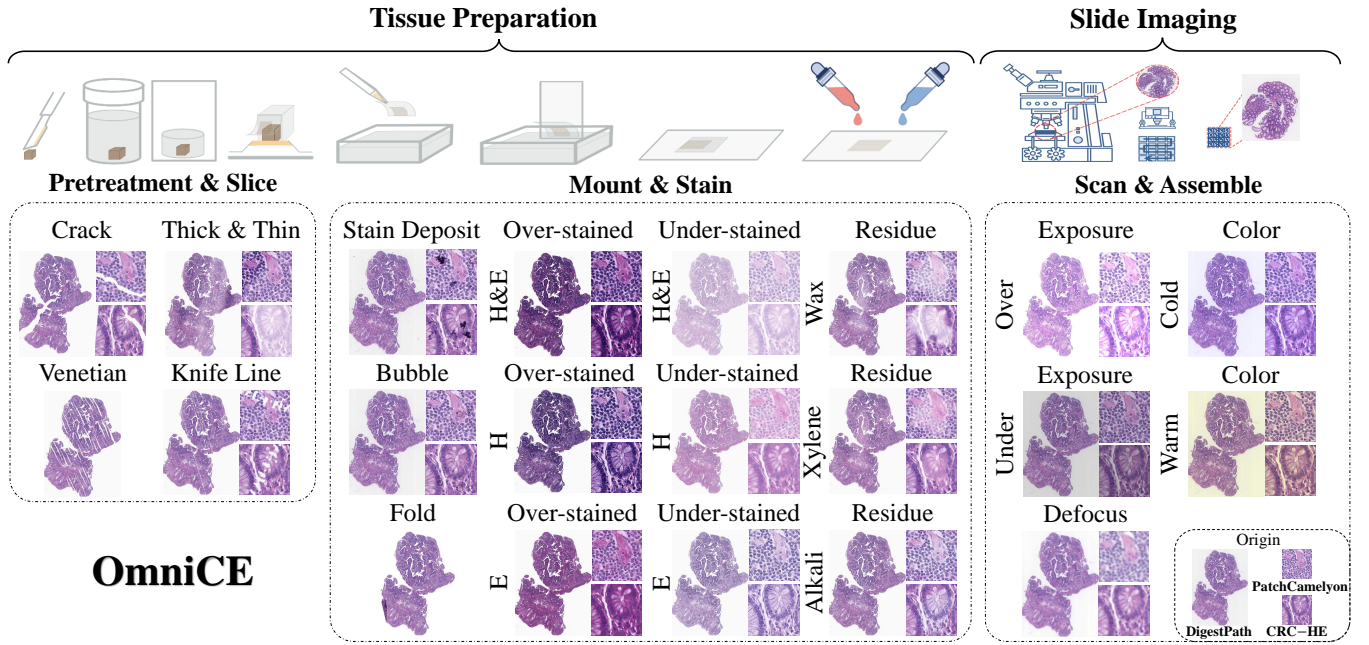 Tissue Preparation
Slide Imaging
Pretreatment & Slice
Mount & Stain
Scan & Assemble
Crack
Thick & Thin
Venetian
Knife Line
OmniCE
Stain Deposit
Over-stained
Under-stained
Residue
H&E
H&E
Wax
Bubble
Over-stained
Under-stained
Residue
H
H
Xylene
Fold
Over-stained
Under-stained
Residue
E
E
Alkali
Exposure
Color
Over
Cold
Exposure
Color
Under
Warm
Defocus
Origin
PatchCamelyon
DigestPath
CRC−HE